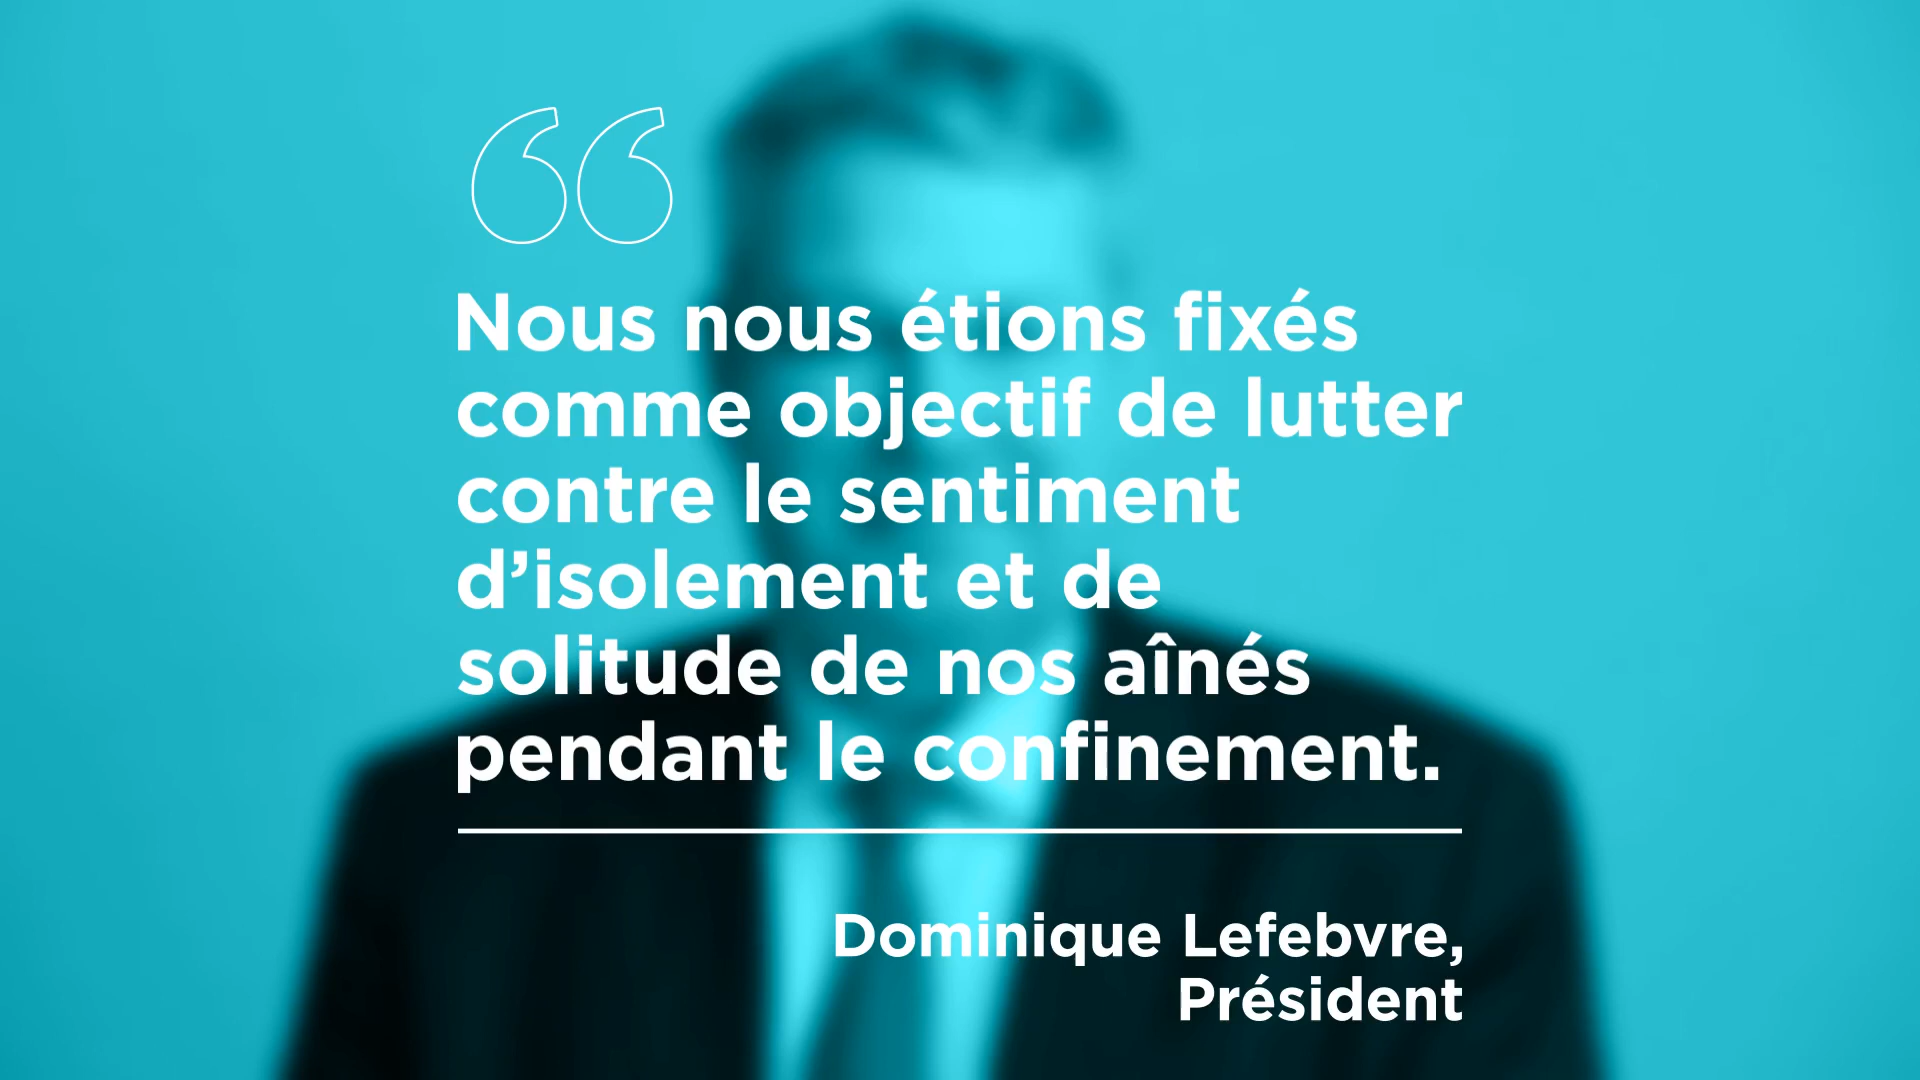 “
Nous nous étions fixés
comme objectif de lutter
contre le sentiment
d’isolement et de
solitude de nos aînés
pendant le confinement.
Dominique Lefebvre,
Président